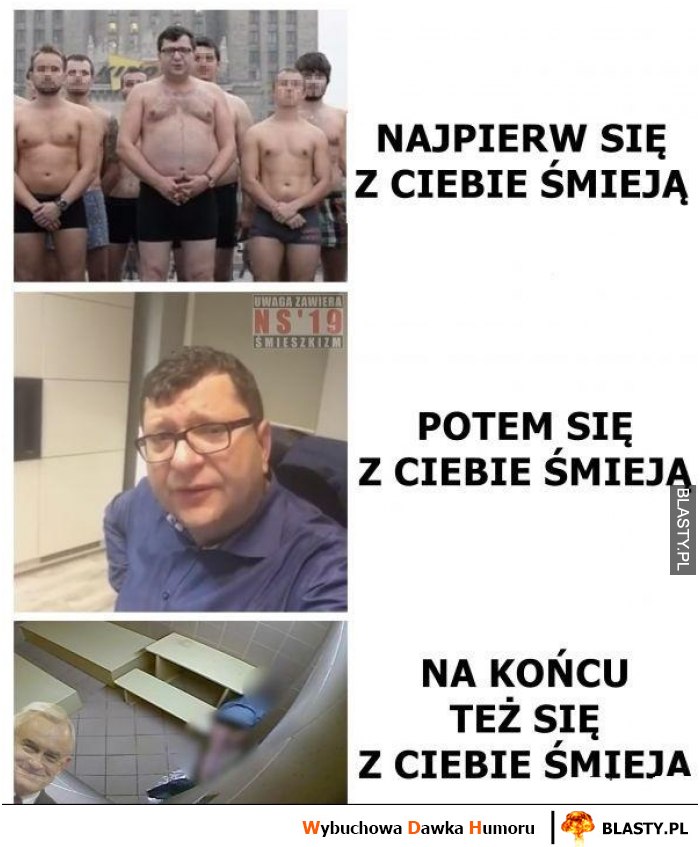 NAJPIERW SIĘ
Z CIEBIE ŚMIEJĄ
UWAGA ZAWIERA
NS'19
ŚMIESZKIZM
POTEM SIĘ
Z CIEBIE ŚMIEJĄ
BLASTY.PL
NA KOŃCU
TEŻ SIĘ
Z CIEBIE ŚMIEJA
Wybuchowa Dawka Humoru
BLASTY.PL